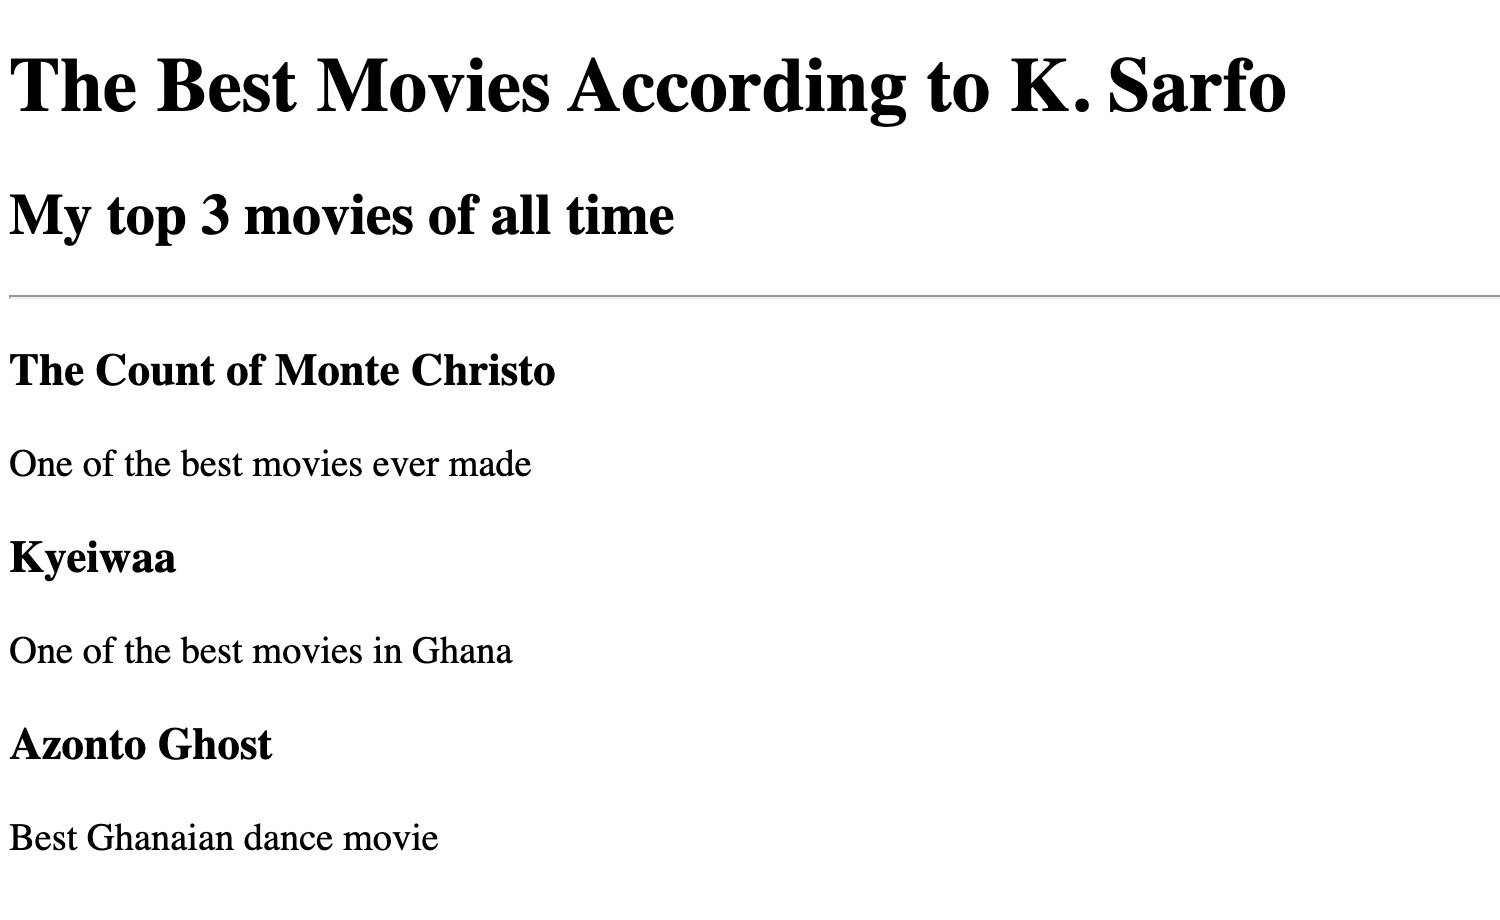 The Best Movies According to K. Sarfo
My top 3 movies of all time
The Count of Monte Christo
One of the best movies ever made
Kyeiwaa
One of the best movies in Ghana
Azonto Ghost
Best Ghanaian dance movie